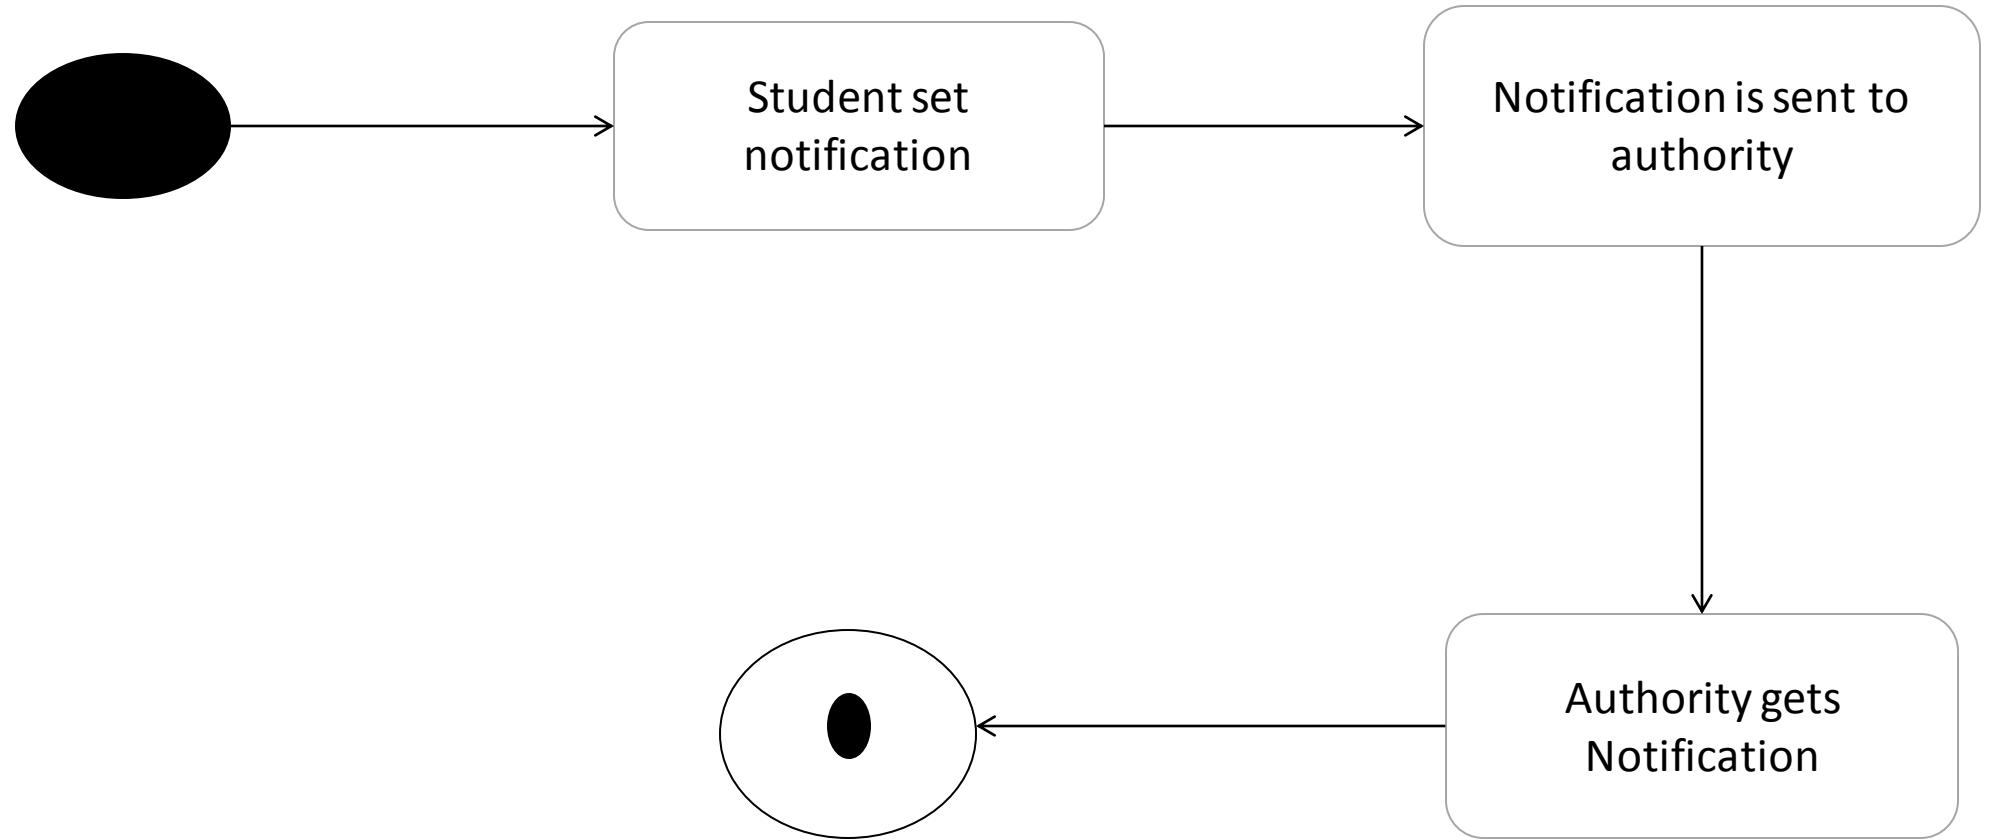 Student set
notification
Notification is sent to
authority
Authority gets
Notification